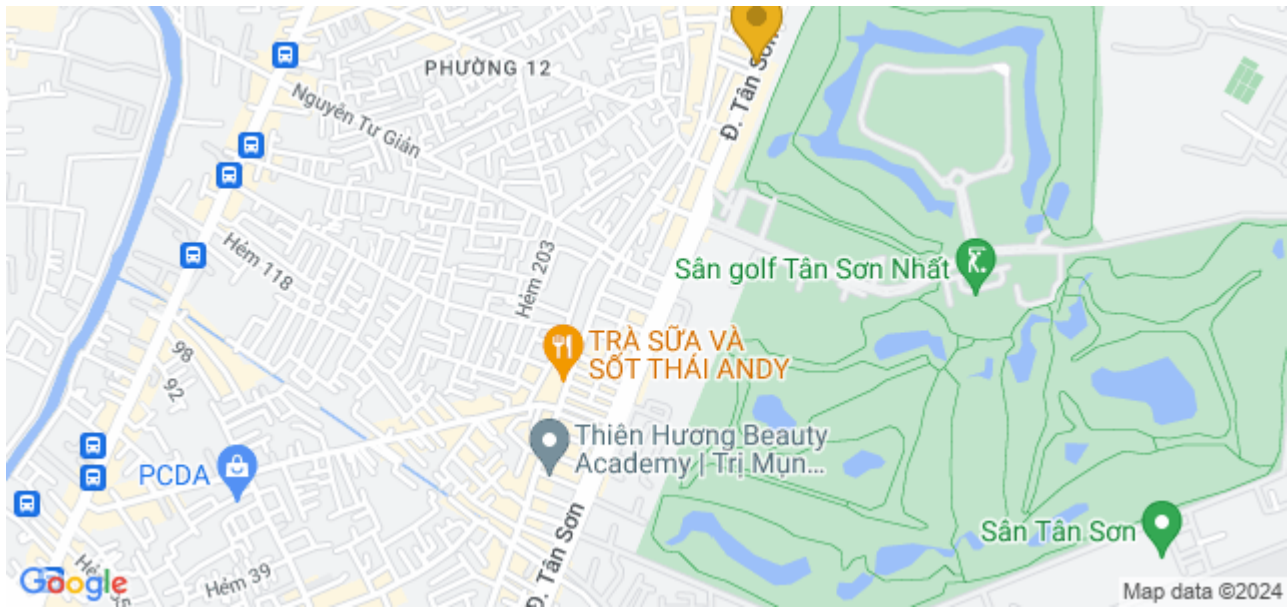 PHƯỜNG 12
Đ. Tân Sơn
Nguyễn Tư Giản
Hẻm 118
Hẻm 203
Sân golf Tân Sơn Nhất
TRÀ SỮA VÀ
SỐT THÁI ANDY
98
92
Thiên Hương Beauty
Academy | Trị Mụn...
PCDA
Đ. Tân Sơn
Sân Tân Sơn
Hẻm 39
Google
Map data ©2024